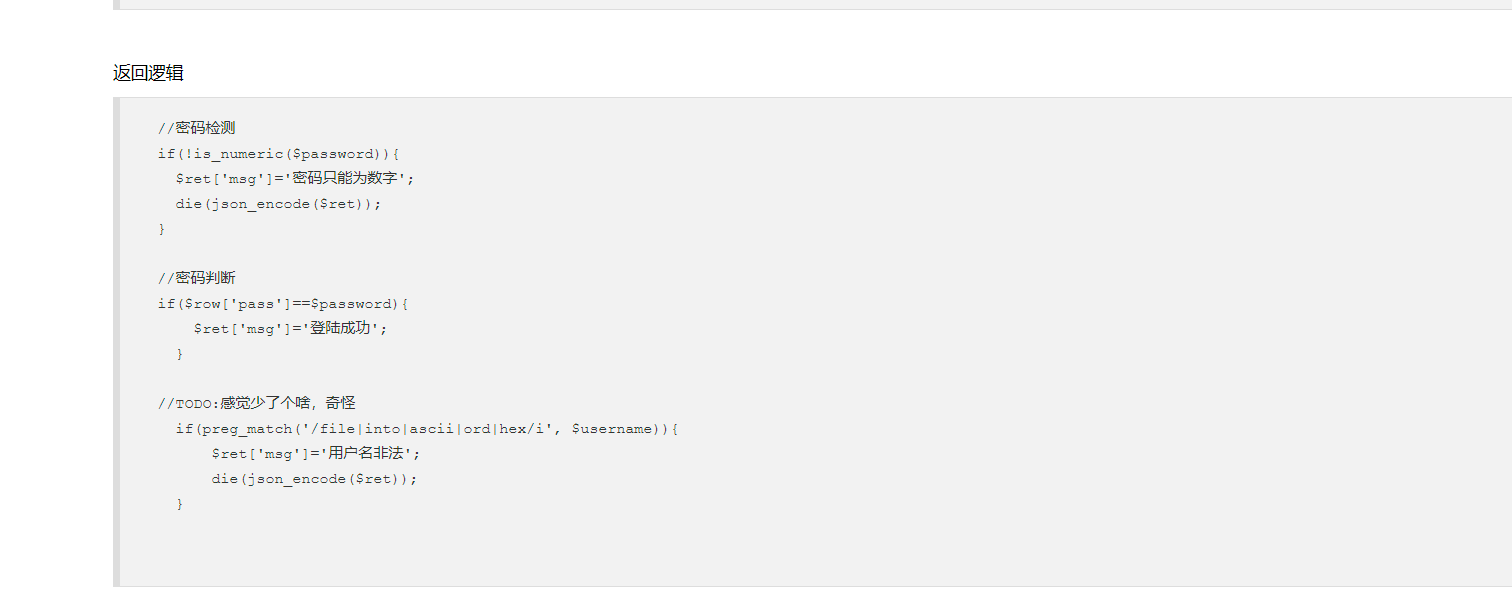 返回逻辑
//密码检测
if(!is_numeric($password)){
$ret['msg']='密码只能为数字';
die(json_encode($ret));
}
//密码判断
if($row['pass']==$password){
$ret['msg']='登陆成功';
}
//TODO:感觉少了个啥，奇怪
if(preg_match('/file|into|ascii|ord|hex/i', $username)){
$ret['msg']='用户名非法';
die(json_encode($ret));
}